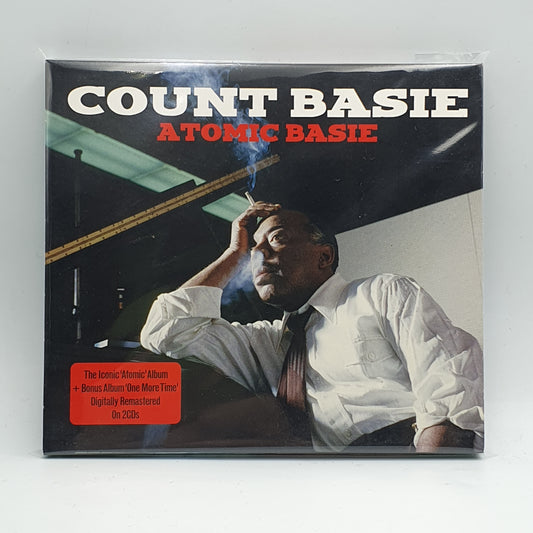 COUNT BASIE
ATOMIC BASIE
The Iconic 'Atomic' Album
+ Bonus Album 'One More Time'
Digitally Remastered
On 2CDs